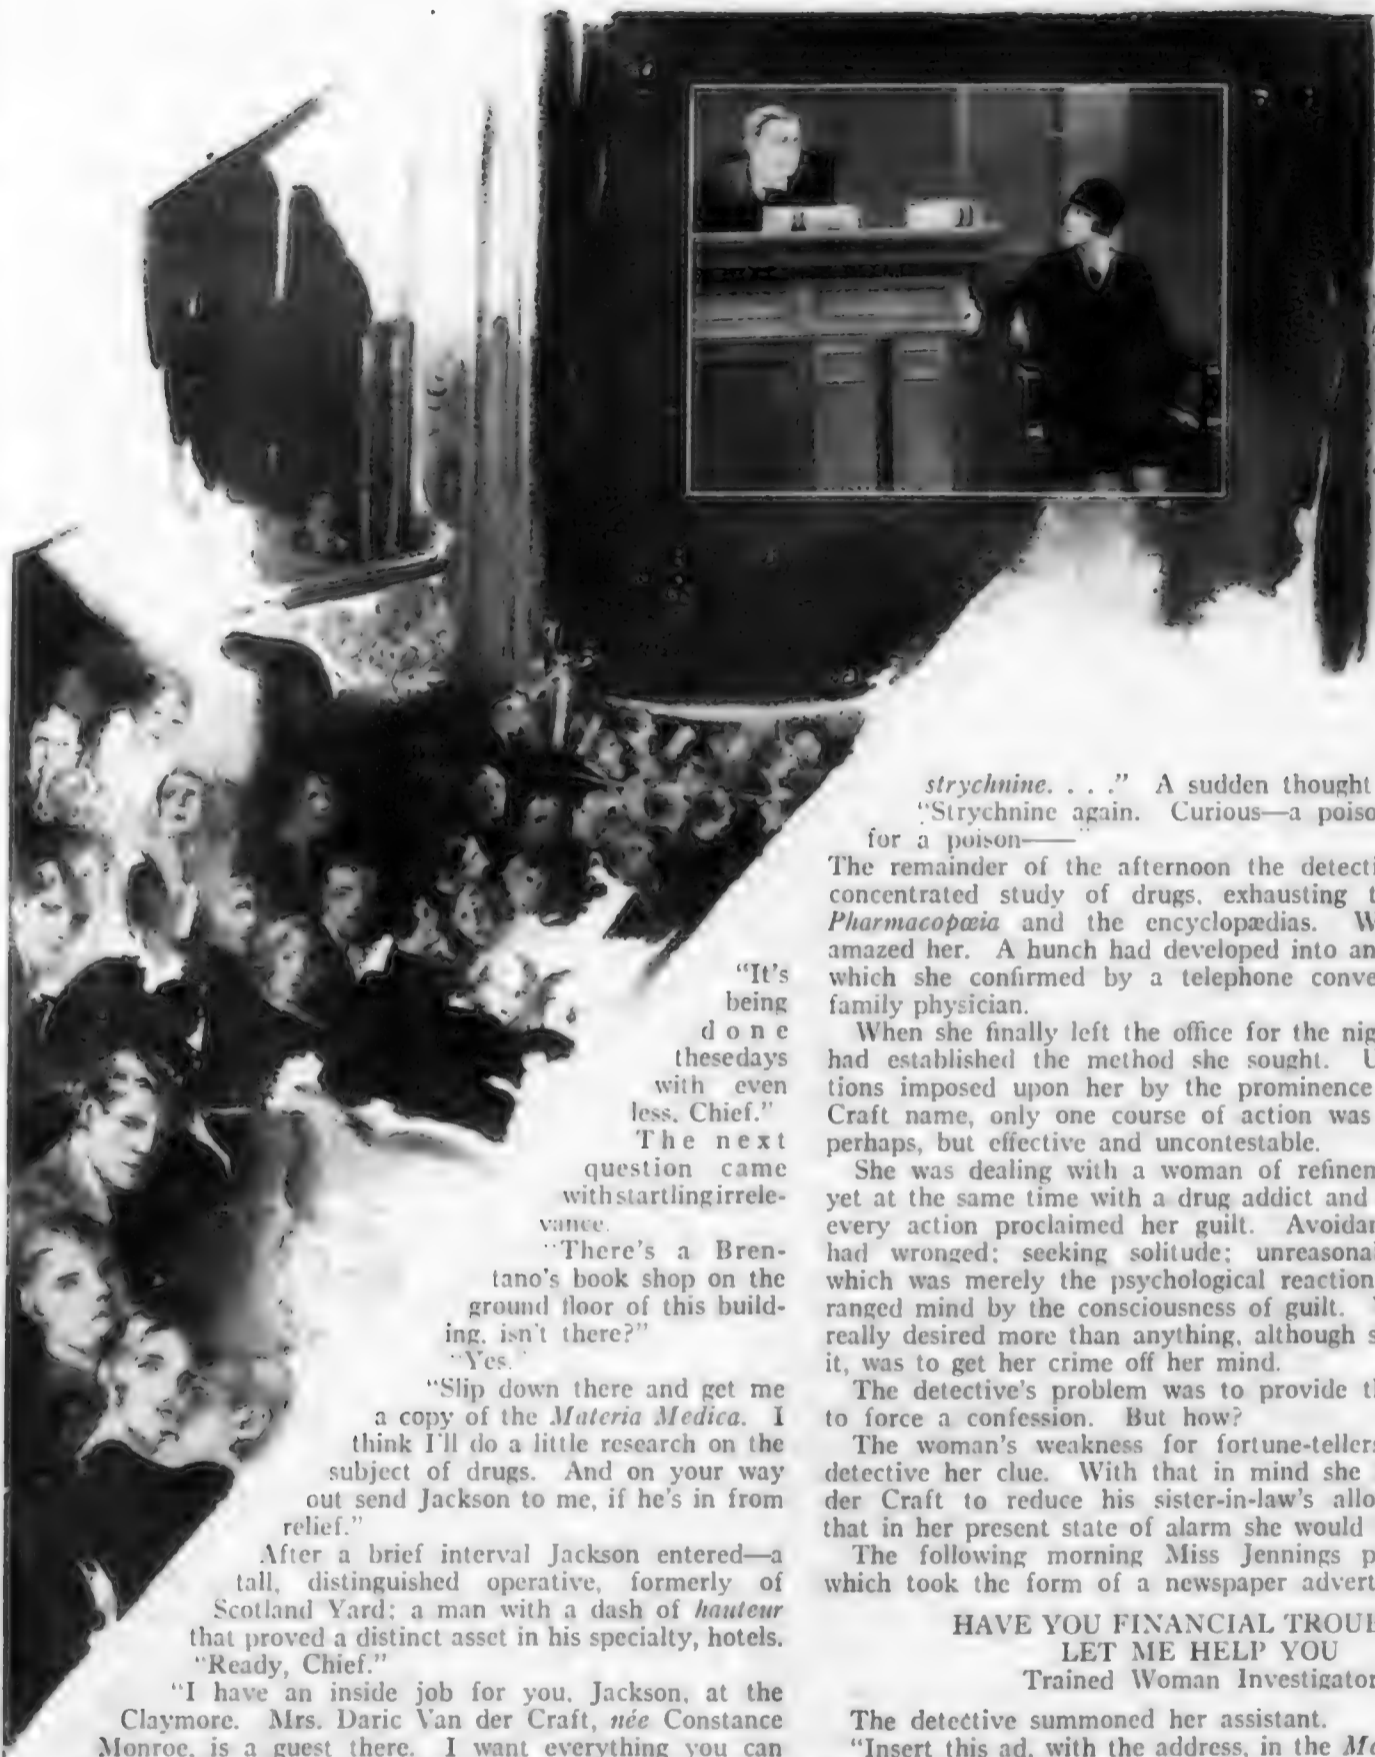 "It's
being
done
thesedays
with even
less, Chief."
The next
question came
withstartlingirrele-
vance.
"There's a Bren-
tano's book shop on the
ground floor of this build-
ing, isn't there?"
"Yes."
"Slip down there and get me
a copy of the Materia Medica. I
think I'll do a little research on the
subject of drugs. And on your way
out send Jackson to me, if he's in from
relief."
After a brief interval Jackson entered—a
tall, distinguished operative, formerly of
Scotland Yard; a man with a dash of hauteur
that proved a distinct asset in his specialty, hotels.
"Ready, Chief."
"I have an inside job for you, Jackson, at the
Claymore. Mrs. Daric Van der Craft, née Constance
Monroe, is a guest there. I want everything you can
strychnine. . . ." A sudden thought
"Strychnine again. Curious—a poiso
for a poison——"
The remainder of the afternoon the detecti
concentrated study of drugs, exhausting t
Pharmacopœia and the encyclopædias. W
amazed her. A hunch had developed into an
which she confirmed by a telephone conve
family physician.
When she finally left the office for the nig
had established the method she sought. U
tions imposed upon her by the prominence
Craft name, only one course of action was
perhaps, but effective and uncontestable.
She was dealing with a woman of refinem
yet at the same time with a drug addict and
every action proclaimed her guilt. Avoidan
had wronged; seeking solitude; unreasonal
which was merely the psychological reaction
ranged mind by the consciousness of guilt.
really desired more than anything, although s
it, was to get her crime off her mind.
The detective's problem was to provide t
to force a confession. But how?
The woman's weakness for fortune-tellers
detective her clue. With that in mind she
der Craft to reduce his sister-in-law's allo
that in her present state of alarm she would
The following morning Miss Jennings p
which took the form of a newspaper advert
HAVE YOU FINANCIAL TROU
LET ME HELP YOU
Trained Woman Investigator
The detective summoned her assistant.
"Insert this ad, with the address, in the Mo